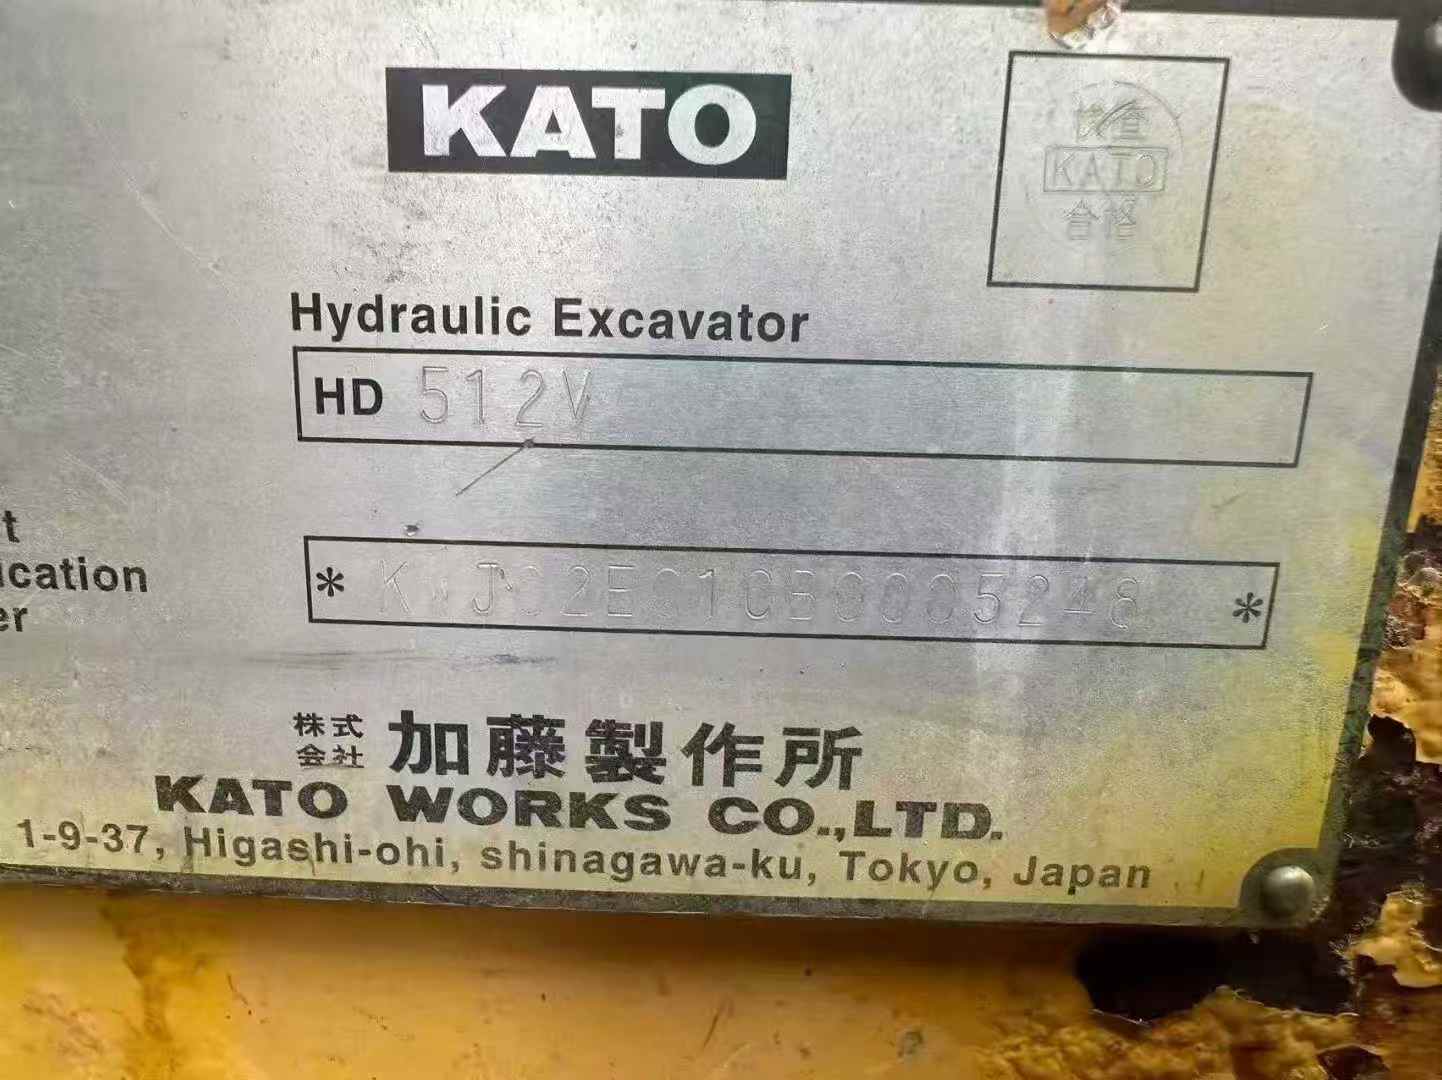 KATO
検査
KATO
合格
Hydraulic Excavator
HD 512V
t
ication
er
株式会社 加藤製作所
KATO WORKS CO.,LTD.
1-9-37, Higashi-ohi, shinagawa-ku, Tokyo, Japan